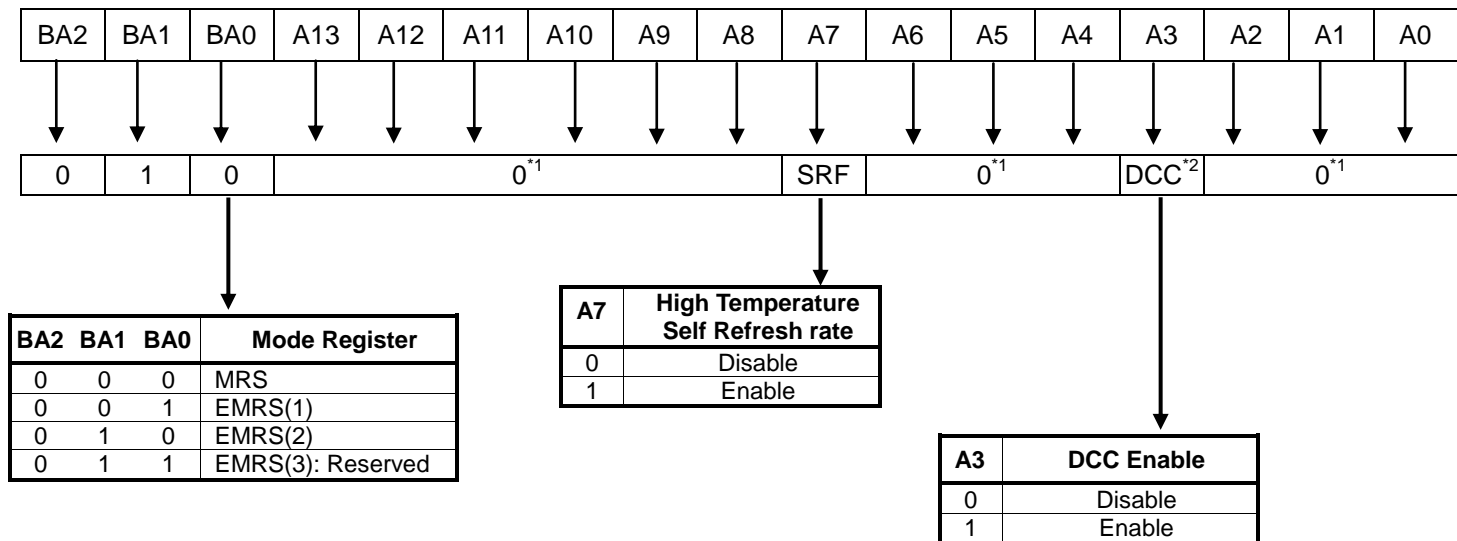 BA2 BA1 BA0 A13 A12 A11 A10 A9 A8 A7 A6 A5 A4 A3 A2 A1 A0
0 1 0 0*1 SRF 0*1 DCC*2 0*1
BA2 BA1 BA0 Mode Register
0 0 0 MRS
0 0 1 EMRS(1)
0 1 0 EMRS(2)
0 1 1 EMRS(3): Reserved
A7 High Temperature
Self Refresh rate
0 Disable
1 Enable
A3 DCC Enable
0 Disable
1 Enable